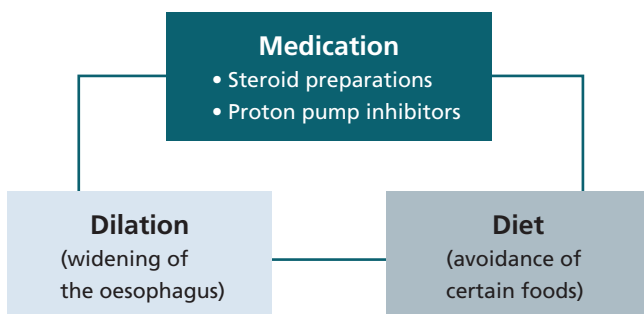 Medication
• Steroid preparations
• Proton pump inhibitors
Dilation
(widening of
the oesophagus)
Diet
(avoidance of
certain foods)